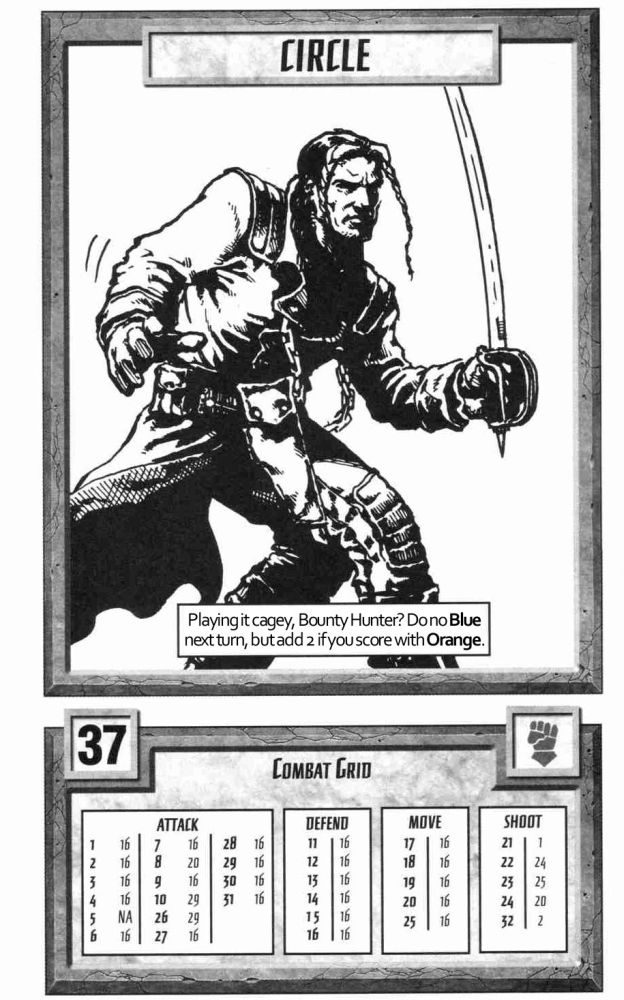 CIRCLE
Playing it cagey, Bounty Hunter? Do no Blue
next turn, but add 2 if you score with Orange.
37
COMBAT GRID
ATTACK
1 16 7 16 28 16
2 16 8 20 29 16
3 16 9 16 30 16
4 16 10 29 31 16
5 NA 26 29
6 16 27 16
DEFEND
11 16
12 16
13 16
14 16
15 16
16 16
MOVE
17 16
18 16
19 16
20 16
25 16
SHOOT
21 1
22 24
23 25
24 20
32 2